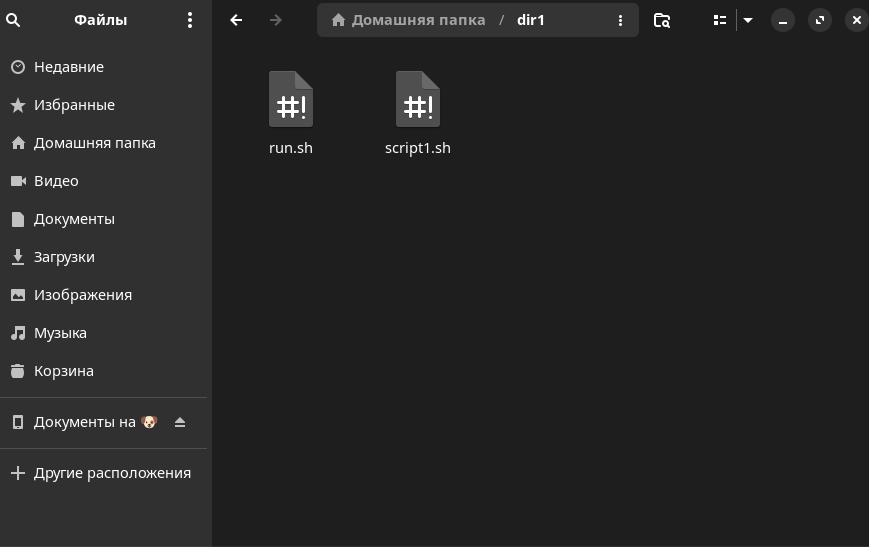 Файлы
Домашняя папка / dir1
Недавние
Избранные
Домашняя папка
Видео
Документы
Загрузки
Изображения
Музыка
Корзина
Документы на 🐶
Другие расположения
#! #!
run.sh script1.sh